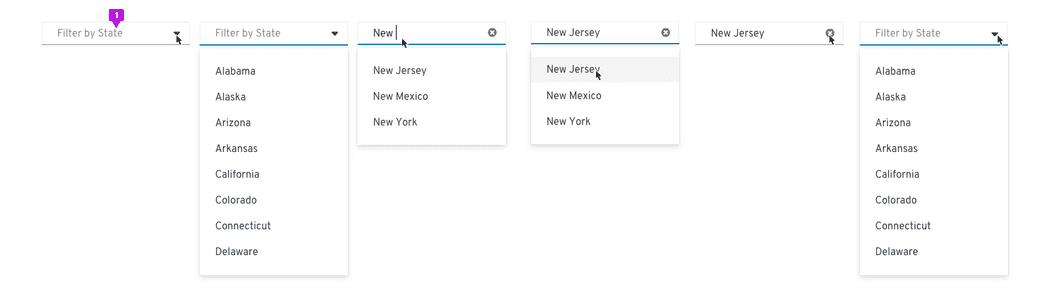 1
Filter by State
Filter by State
Alabama
Alaska
Arizona
Arkansas
California
Colorado
Connecticut
Delaware
New
New Jersey
New Mexico
New York
New Jersey
New Jersey
New Mexico
New York
New Jersey
Filter by State
Alabama
Alaska
Arizona
Arkansas
California
Colorado
Connecticut
Delaware